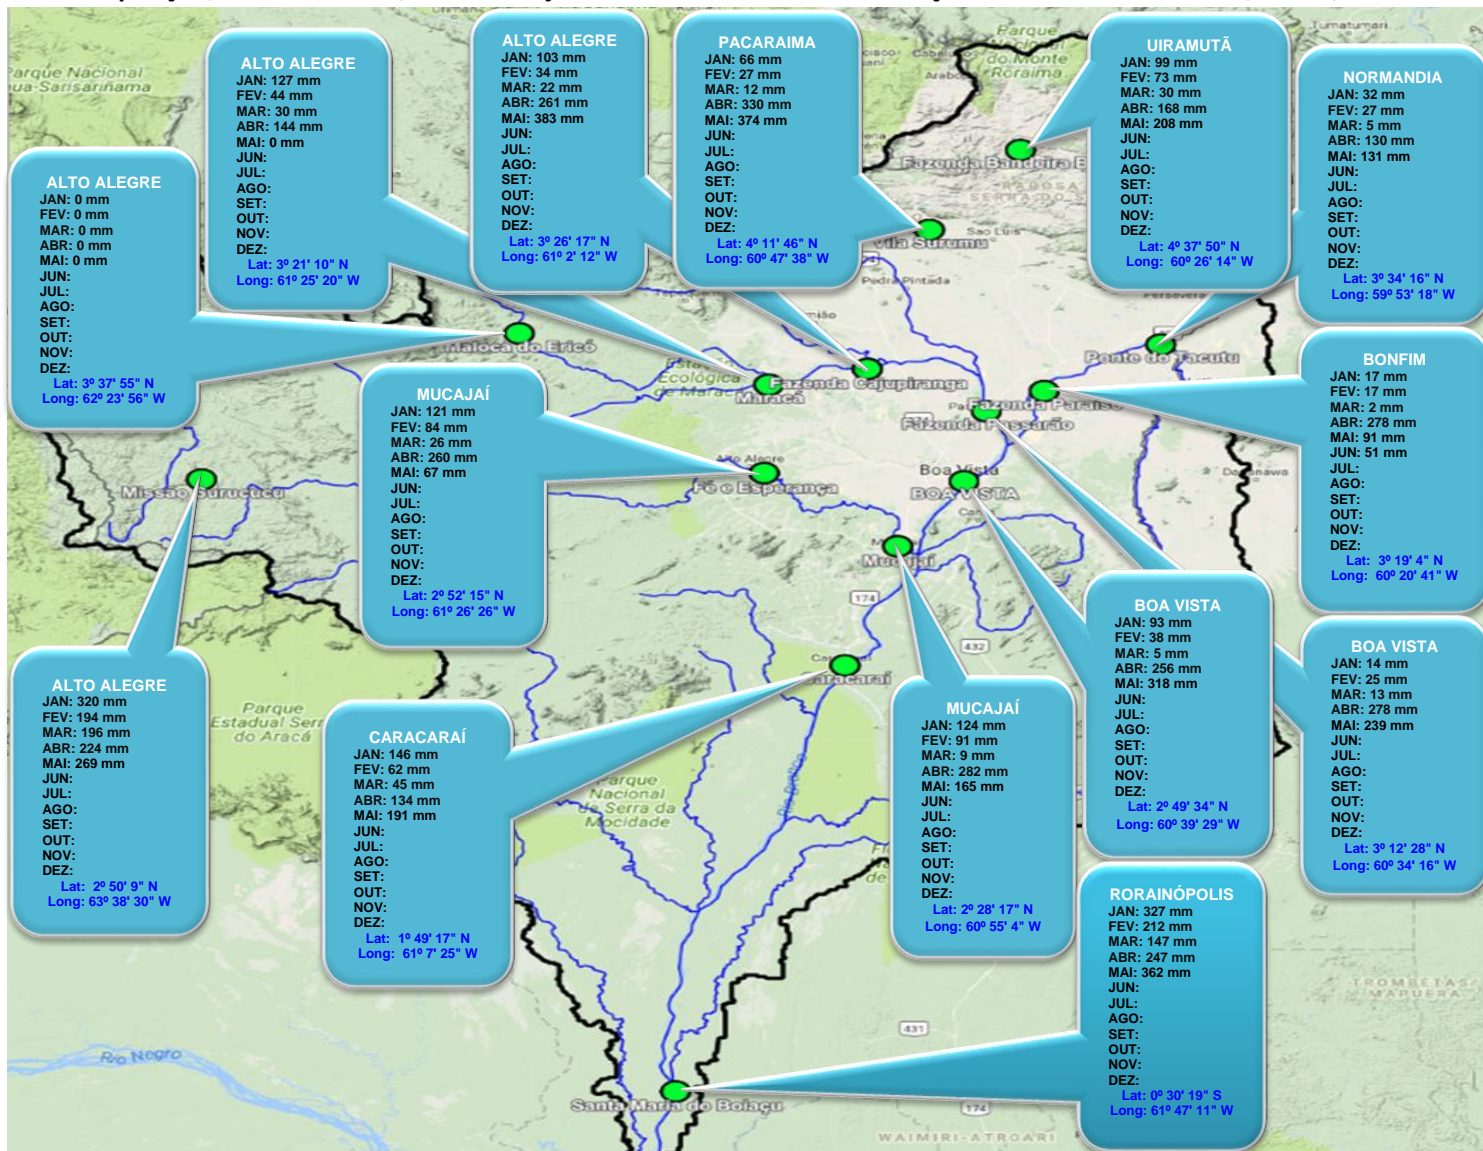 ALTO ALEGRE
JAN: 0 mm
FEV: 0 mm
MAR: 0 mm
ABR: 0 mm
MAI: 0 mm
JUN:
JUL:
AGO:
SET:
OUT:
NOV:
DEZ:
Lat: 3º 37' 55" N
Long: 62º 23' 56" W
ALTO ALEGRE
JAN: 127 mm
FEV: 44 mm
MAR: 30 mm
ABR: 144 mm
MAI: 0 mm
JUN:
JUL:
AGO:
SET:
OUT:
NOV:
DEZ:
Lat: 3º 21' 10" N
Long: 61º 25' 20" W
ALTO ALEGRE
JAN: 103 mm
FEV: 34 mm
MAR: 22 mm
ABR: 261 mm
MAI: 383 mm
JUN:
JUL:
AGO:
SET:
OUT:
NOV:
DEZ:
Lat: 3º 26' 17" N
Long: 61º 2' 12" W
PACARAIMA
JAN: 66 mm
FEV: 27 mm
MAR: 12 mm
ABR: 330 mm
MAI: 374 mm
JUN:
JUL:
AGO:
SET:
OUT:
NOV:
DEZ:
Lat: 4º 11' 46" N
Long: 60º 47' 38" W
UIRAMUTÃ
JAN: 99 mm
FEV: 73 mm
MAR: 30 mm
ABR: 168 mm
MAI: 208 mm
JUN:
JUL:
AGO:
SET:
OUT:
NOV:
DEZ:
Lat: 4º 37' 50" N
Long: 60º 26' 14" W
NORMANDIA
JAN: 32 mm
FEV: 27 mm
MAR: 5 mm
ABR: 130 mm
MAI: 131 mm
JUN:
JUL:
AGO:
SET:
OUT:
NOV:
DEZ:
Lat: 3º 34' 16" N
Long: 59º 53' 18" W
MUCAJAÍ
JAN: 121 mm
FEV: 84 mm
MAR: 26 mm
ABR: 260 mm
MAI: 67 mm
JUN:
JUL:
AGO:
SET:
OUT:
NOV:
DEZ:
Lat: 2º 52' 15" N
Long: 61º 26' 26" W
BONFIM
JAN: 17 mm
FEV: 17 mm
MAR: 2 mm
ABR: 278 mm
MAI: 91 mm
JUN: 51 mm
JUL:
AGO:
SET:
OUT:
NOV:
DEZ:
Lat: 3º 19' 4" N
Long: 60º 20' 41" W
ALTO ALEGRE
JAN: 320 mm
FEV: 194 mm
MAR: 196 mm
ABR: 224 mm
MAI: 269 mm
JUN:
JUL:
AGO:
SET:
OUT:
NOV:
DEZ:
Lat: 2º 50' 9" N
Long: 63º 38' 30" W
CARACARAÍ
JAN: 146 mm
FEV: 62 mm
MAR: 45 mm
ABR: 134 mm
MAI: 191 mm
JUN:
JUL:
AGO:
SET:
OUT:
NOV:
DEZ:
Lat: 1º 49' 17" N
Long: 61º 7' 25" W
MUCAJAÍ
JAN: 124 mm
FEV: 91 mm
MAR: 9 mm
ABR: 282 mm
MAI: 165 mm
JUN:
JUL:
AGO:
SET:
OUT:
NOV:
DEZ:
Lat: 2º 28' 17" N
Long: 60º 55' 4" W
BOA VISTA
JAN: 93 mm
FEV: 38 mm
MAR: 5 mm
ABR: 256 mm
MAI: 318 mm
JUN:
JUL:
AGO:
SET:
OUT:
NOV:
DEZ:
Lat: 2º 49' 34" N
Long: 60º 39' 29" W
BOA VISTA
JAN: 14 mm
FEV: 25 mm
MAR: 13 mm
ABR: 278 mm
MAI: 239 mm
JUN:
JUL:
AGO:
SET:
OUT:
NOV:
DEZ:
Lat: 3º 12' 28" N
Long: 60º 34' 16" W
RORAINÓPOLIS
JAN: 327 mm
FEV: 212 mm
MAR: 147 mm
ABR: 247 mm
MAI: 362 mm
JUN:
JUL:
AGO:
SET:
OUT:
NOV:
DEZ:
Lat: 0º 30' 19" S
Long: 61º 47' 11" W
Parque Nacional
Parque
do Monte
Roraima
Tumatumari
Fazenda Bandeira B
Vila Surumu
Sao Luis
Pedra Pintada
Maloca do Ericó
Estação
Ecológica
de Maracá
Maracá
Fazenda Cajupiranga
Ponte do Tacutu
Fazenda Paraíso
Fazenda Passarão
Alto Alegre
Fé e Esperança
Boa Vista
BOA VISTA
Missão Surucucu
Mucajaí
174
432
Caracaraí
Parque
Estadual Serra
do Aracá
Parque
Nacional
da Serra da
Mocidade
Rio Branco
Rio Negro
431
174
Santa Maria do Boiaçu
TROMBETAS
MAPUERA
WAIMIRI-ATROARI